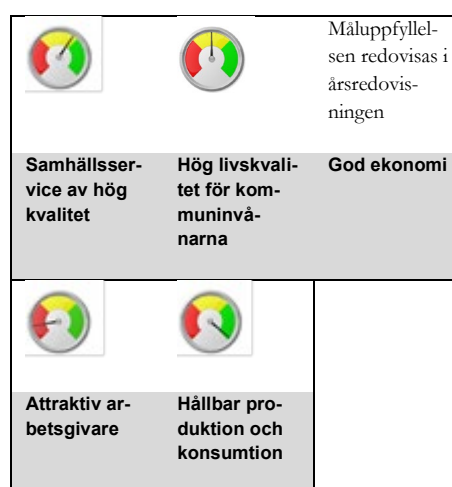 Måluppfyllel-
sen redovisas i
årsredovis-
ningen
Samhällsser-
vice av hög
kvalitet
Hög livskvali-
tet för kom-
muninvå-
narna
God ekonomi
Attraktiv ar-
betsgivare
Hållbar pro-
duktion och
konsumtion